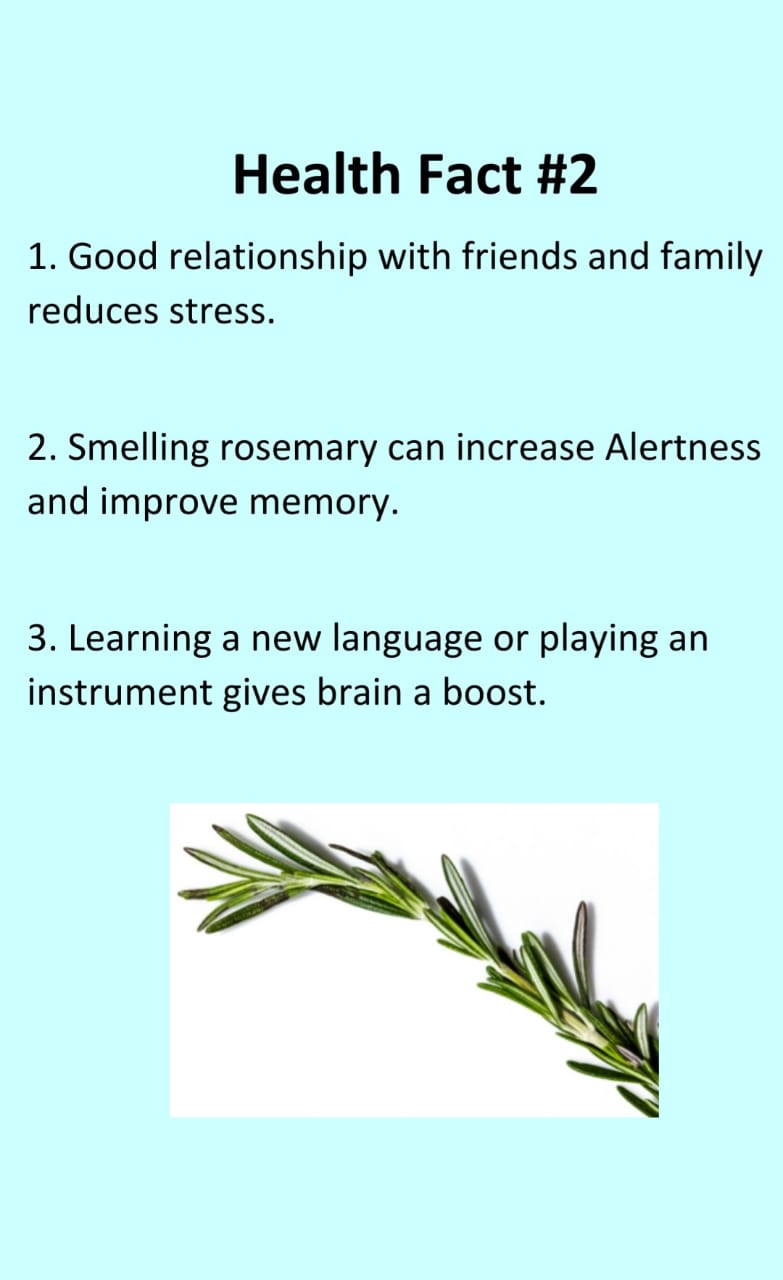 Health Fact #2
1. Good relationship with friends and family
reduces stress.
2. Smelling rosemary can increase Alertness
and improve memory.
3. Learning a new language or playing an
instrument gives brain a boost.